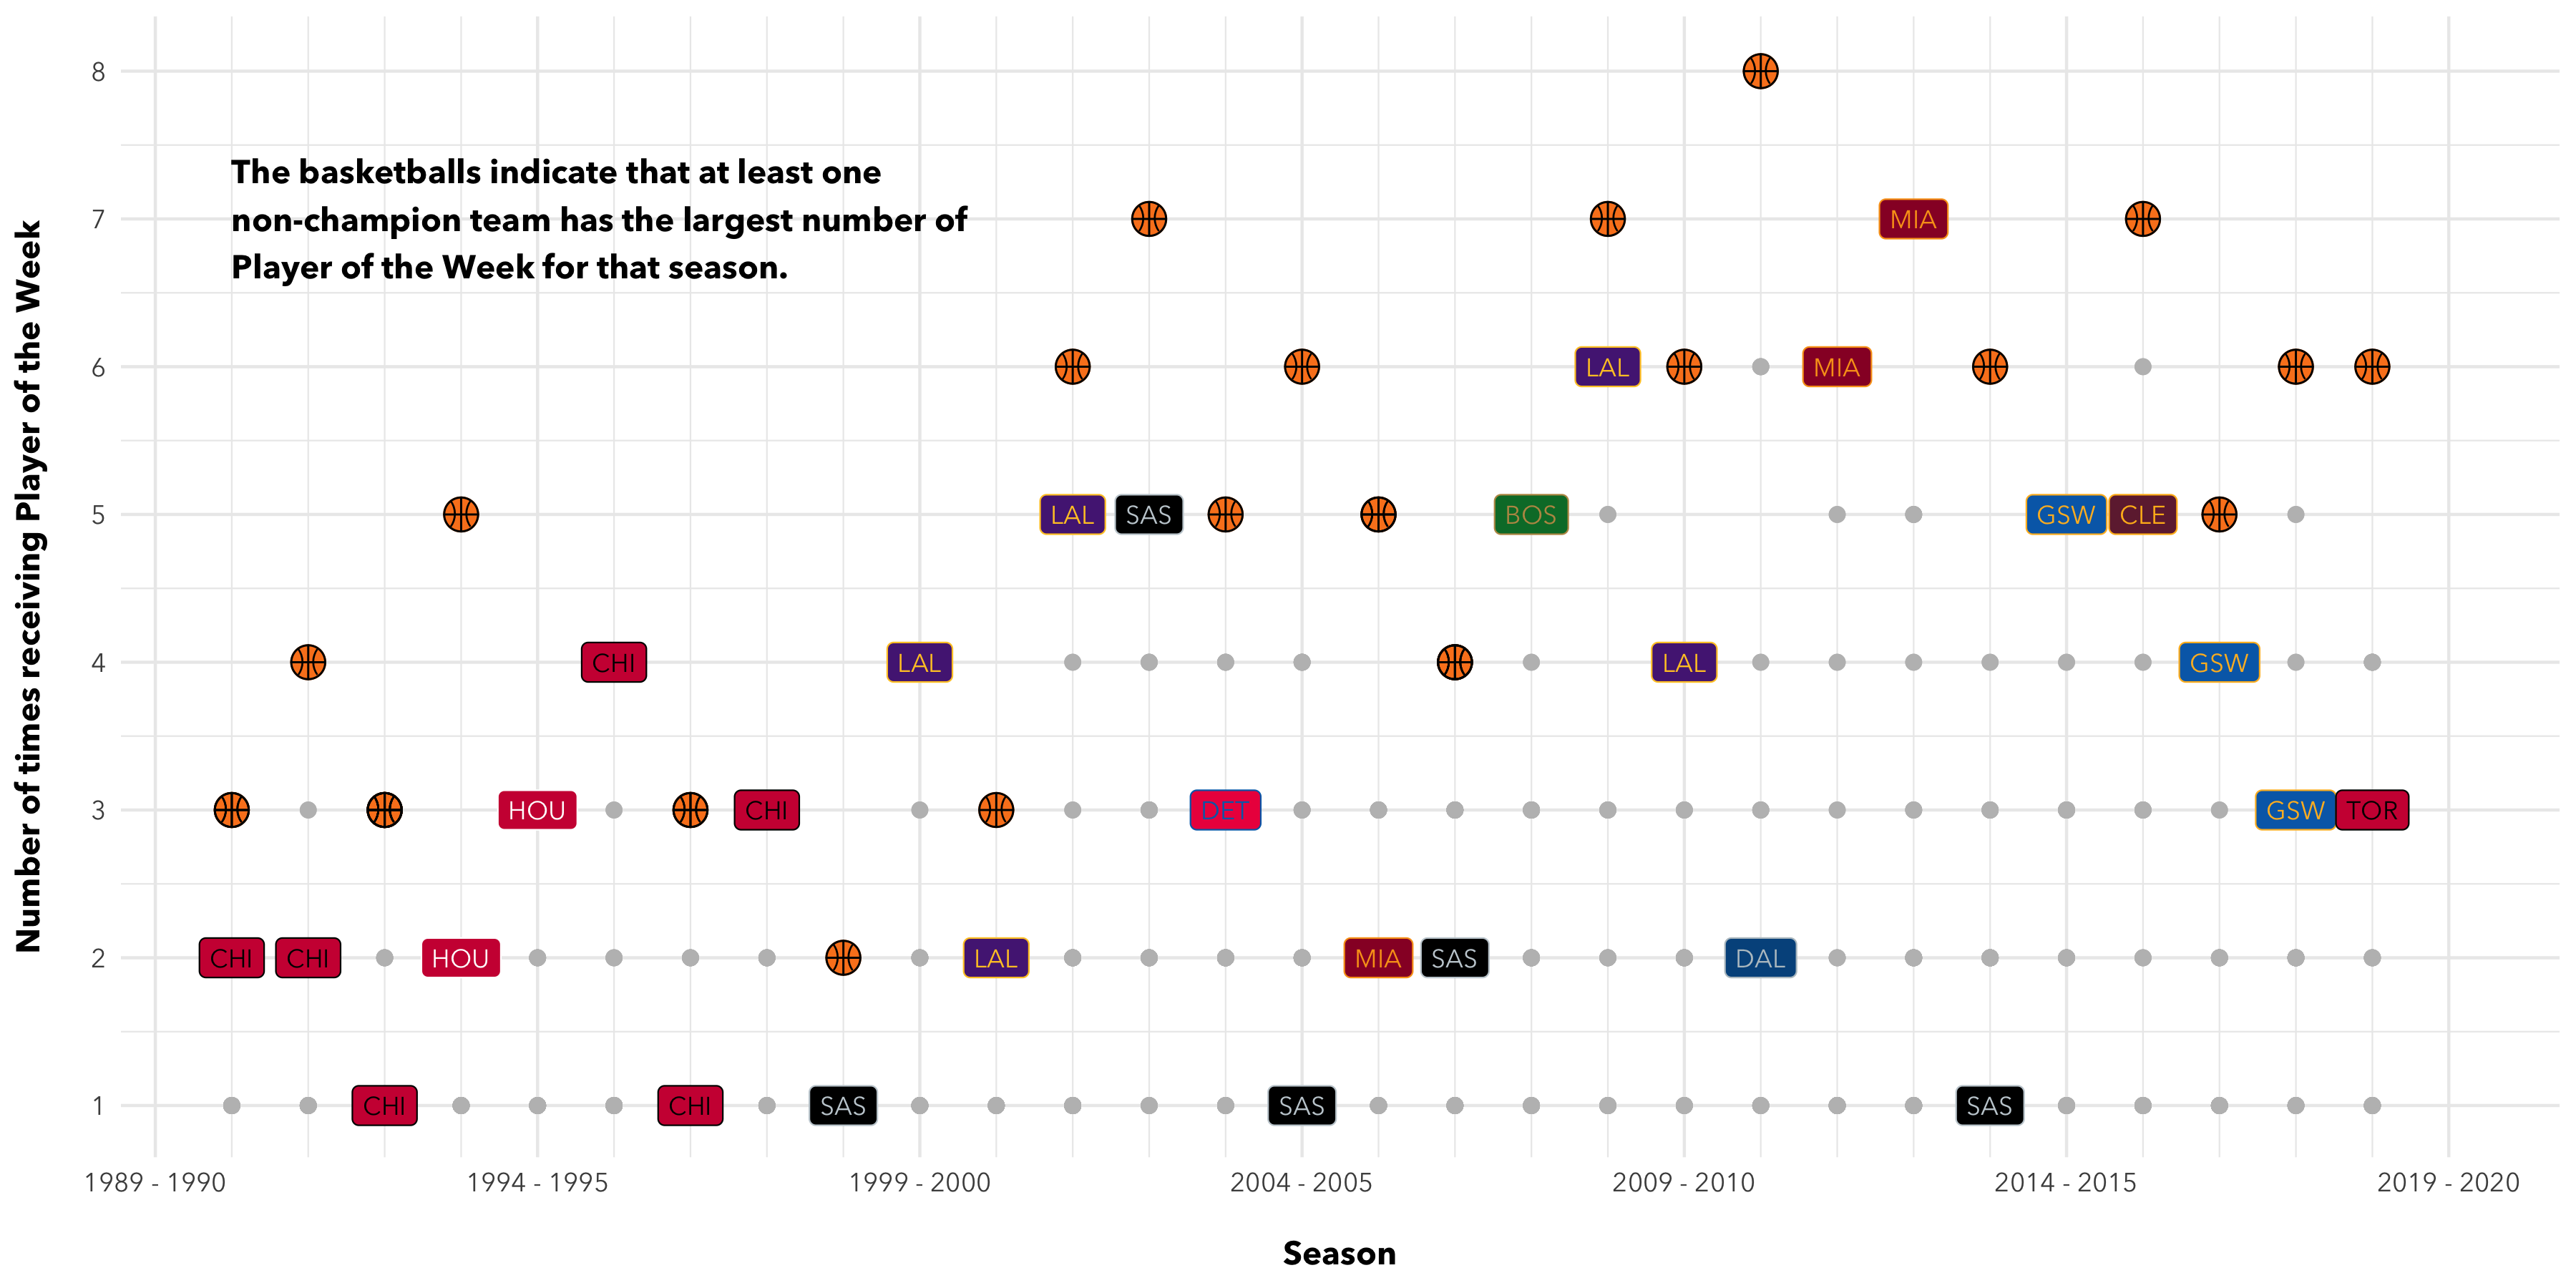 8
The basketballs indicate that at least one
non-champion team has the largest number of
Player of the Week for that season.
7
MIA
6
LAL
MIA
5
LAL
SAS
BOS
GSW
CLE
4
CHI
LAL
LAL
GSW
3
HOU
CHI
DET
GSW
TOR
2
CHI
CHI
HOU
LAL
MIA
SAS
DAL
1
CHI
CHI
SAS
SAS
SAS
Number of times receiving Player of the Week
1989 - 1990
1994 - 1995
1999 - 2000
2004 - 2005
2009 - 2010
2014 - 2015
2019 - 2020
Season